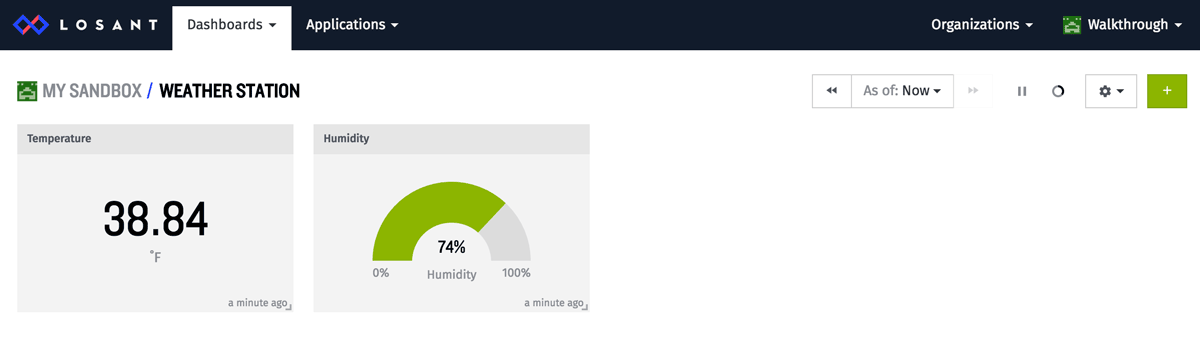 LOSANT Dashboards Applications Organizations Walkthrough
MY SANDBOX / WEATHER STATION As of: Now +
Temperature
38.84
°F
a minute ago
Humidity
74%
0% Humidity 100%
a minute ago